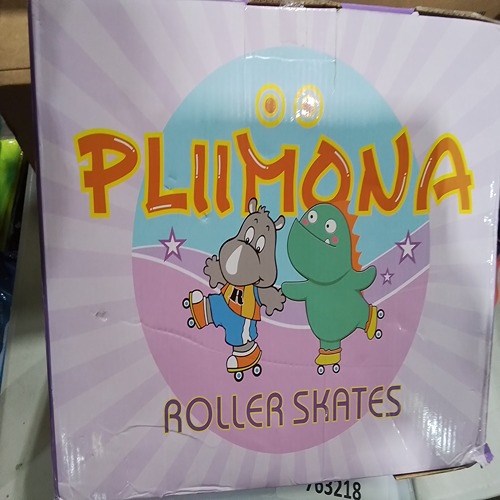 PLIIMONA
R
ROLLER SKATES
763218